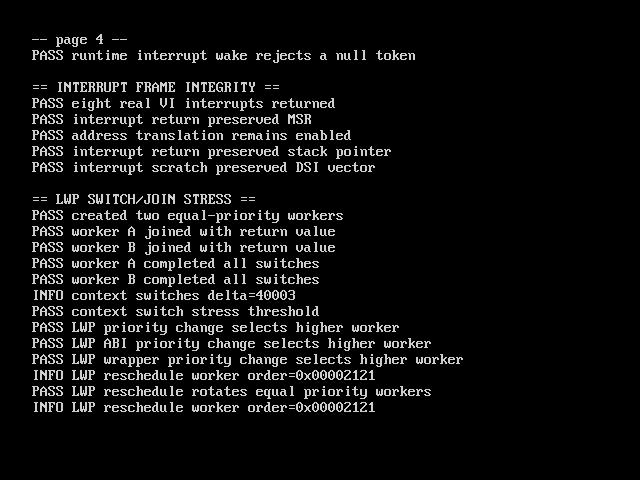 -- page 4 --
PASS runtime interrupt wake rejects a null token
== INTERRUPT FRAME INTEGRITY ==
PASS eight real VI interrupts returned
PASS interrupt return preserved MSR
PASS address translation remains enabled
PASS interrupt return preserved stack pointer
PASS interrupt scratch preserved DSI vector
== LWP SWITCH/JOIN STRESS ==
PASS created two equal-priority workers
PASS worker A joined with return value
PASS worker B joined with return value
PASS worker A completed all switches
PASS worker B completed all switches
INFO context switches delta=40003
PASS context switch stress threshold
PASS LWP priority change selects higher worker
PASS LWP ABI priority change selects higher worker
PASS LWP wrapper priority change selects higher worker
INFO LWP reschedule worker order=0x00002121
PASS LWP reschedule rotates equal priority workers
INFO LWP reschedule worker order=0x00002121